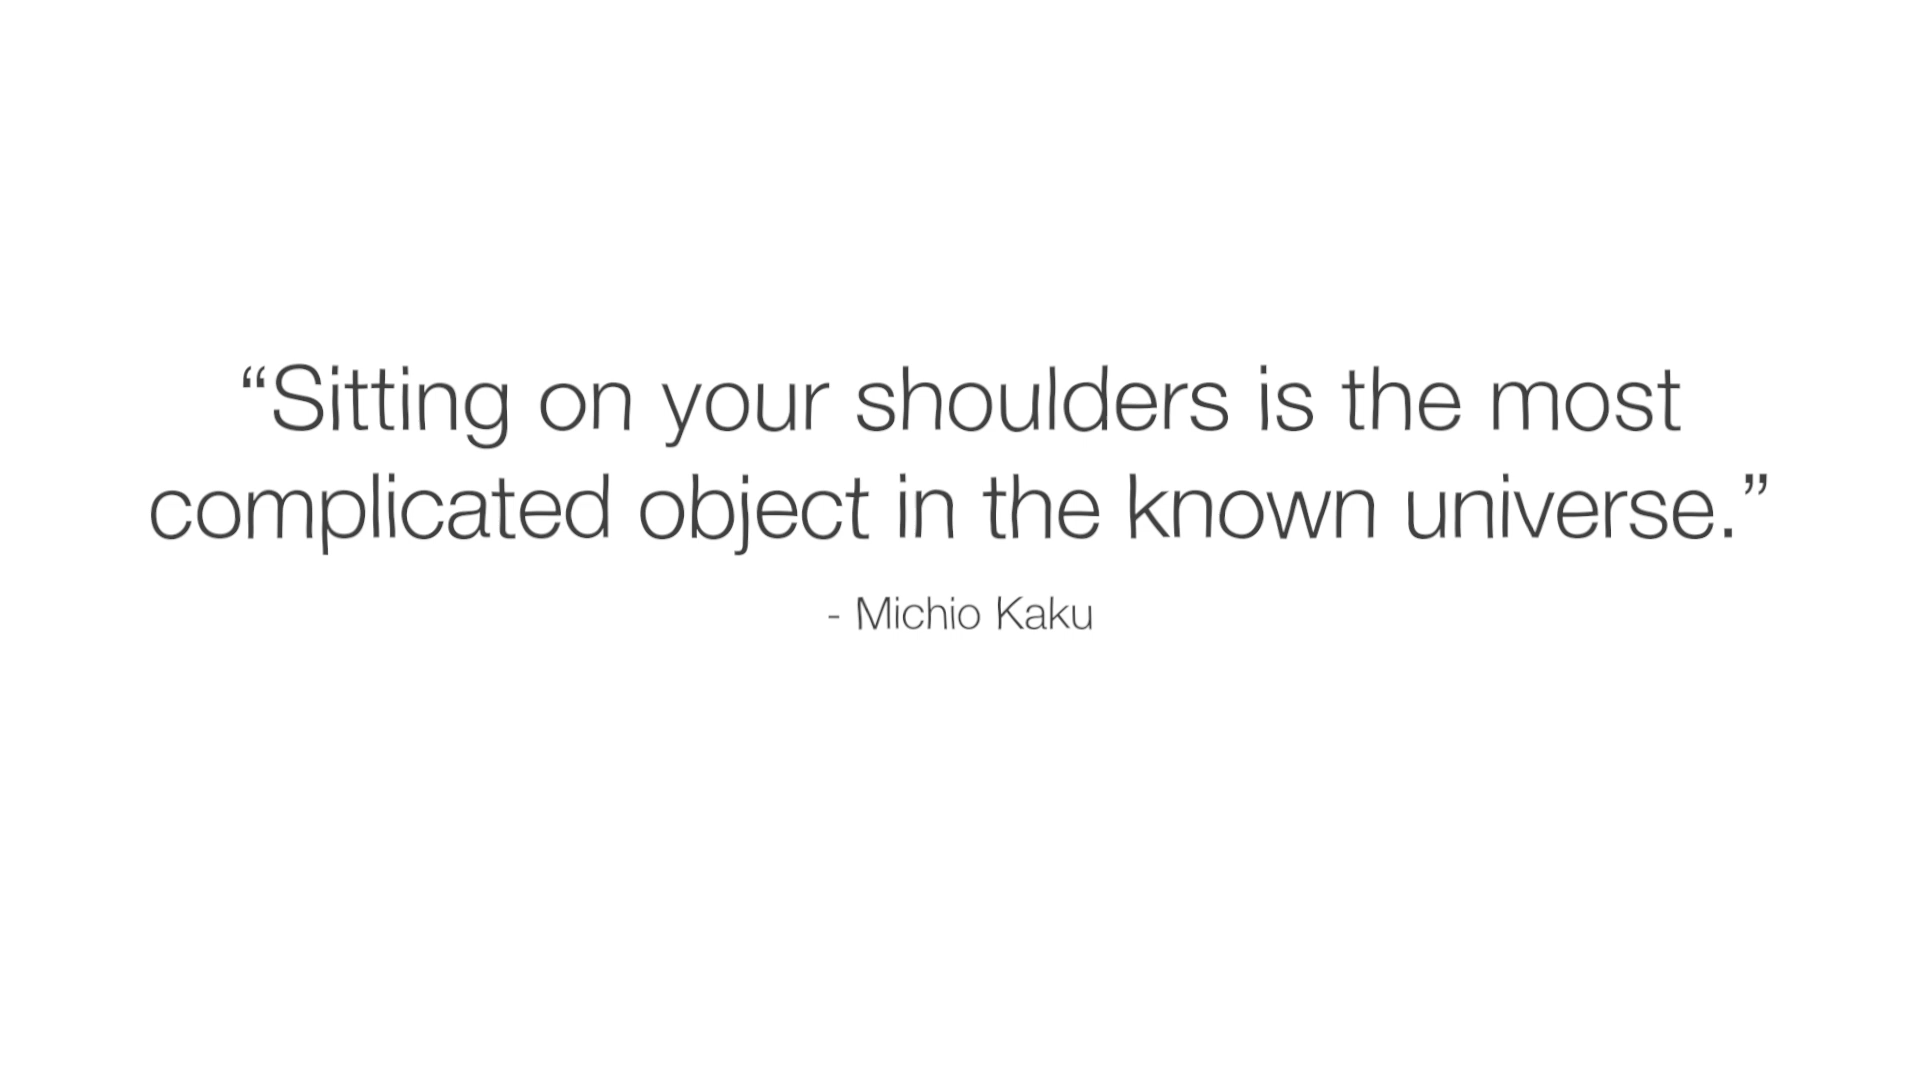 “Sitting on your shoulders is the most
complicated object in the known universe.”
- Michio Kaku